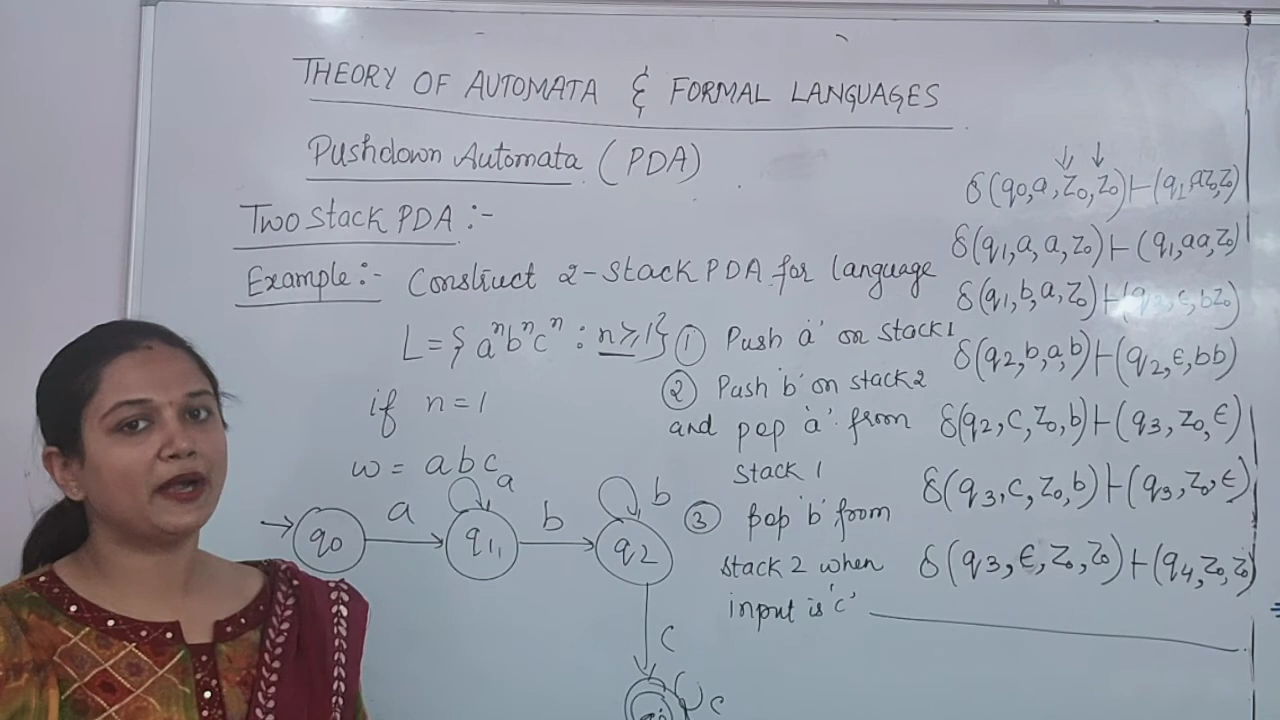 THEORY OF AUTOMATA & FORMAL LANGUAGES
Pushdown Automata (PDA)
Two Stack PDA :-
Example:- Construct 2-Stack PDA for language
L = { aⁿbⁿcⁿ : n≥1}
if n=1
w = abc
① Push 'a' on stack 1
② Push 'b' on stack 2
and pop 'a' from
stack 1
③ pop 'b' from
stack 2 when
input is 'c'
δ(q0,a,z0,z0)⊢(q1,az0,z0)
δ(q1,a,a,z0)⊢(q1,aa,z0)
δ(q1,b,a,z0)⊢(q2,ε,bz0)
δ(q2,b,a,b)⊢(q2,ε,bb)
δ(q2,c,z0,b)⊢(q3,z0,ε)
δ(q3,c,z0,b)⊢(q3,z0,ε)
δ(q3,ε,z0,z0)⊢(q4,z0,z0)
a
b
q0 a q1 b q2
c
c